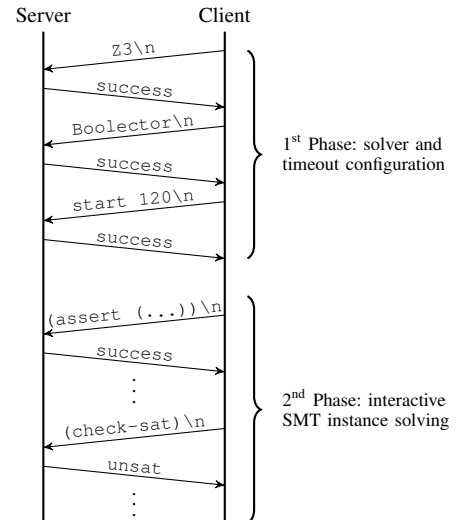 Server Client
Z3\n
success
Boolector\n
success
start 120\n
success
1st Phase: solver and
timeout configuration
(assert (...))\n
success
(check-sat)\n
unsat
2nd Phase: interactive
SMT instance solving